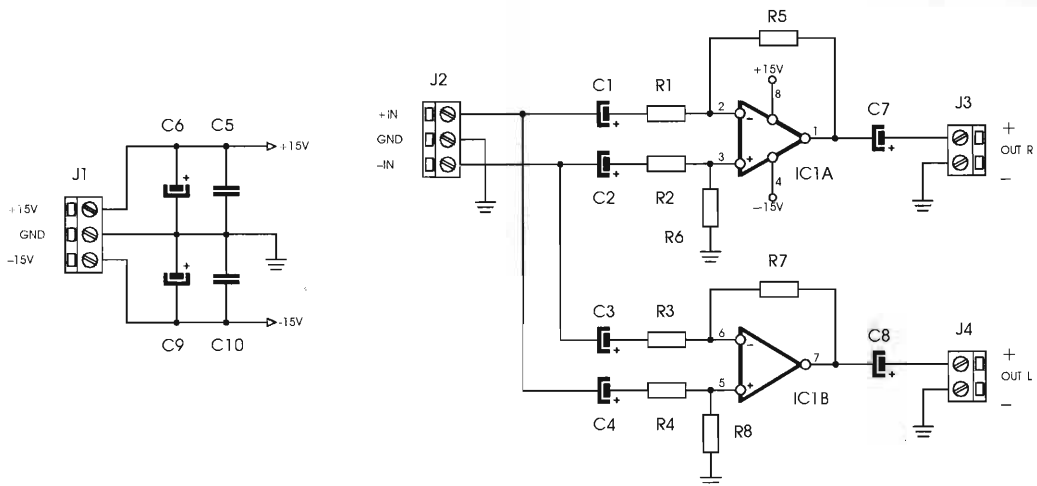 R5
J2
C1
R1
+15V
8
C7
J3
+IN
2
-
1
+
GND
+
+
OUT R
C6
C5
-IN
3
+
-
+15V
+
IC1A
+
C2
R2
4
-15V
J1
+
R6
+15V
GND
-15V
+
R7
C3
R3
C8
J4
-15V
6
-
+
C9
C10
+
7
OUT L
5
+
+
-
+
IC1B
C4
R4
R8